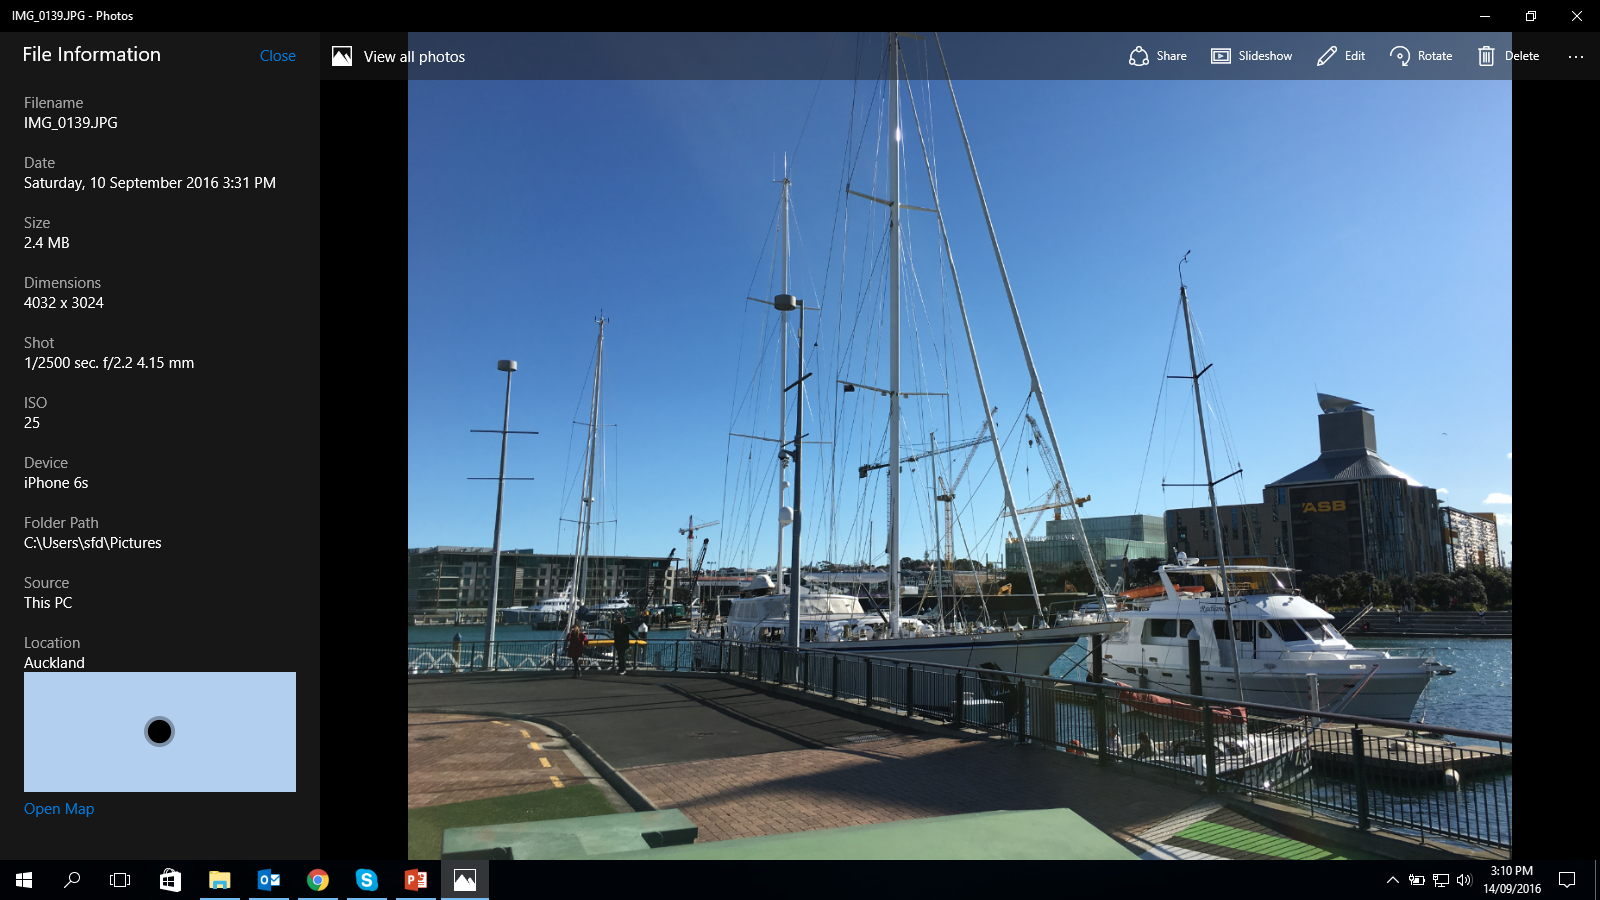 IMG_0139.JPG - Photos
File Information
Close
View all photos
Share
Slideshow
Edit
Rotate
Delete
Filename
IMG_0139.JPG
Date
Saturday, 10 September 2016 3:31 PM
Size
2.4 MB
Dimensions
4032 x 3024
Shot
1/2500 sec. f/2.2 4.15 mm
ISO
25
Device
iPhone 6s
Folder Path
C:\Users\sfd\Pictures
Source
This PC
Location
Auckland
Open Map
ASB
Radiance
3:10 PM
14/09/2016